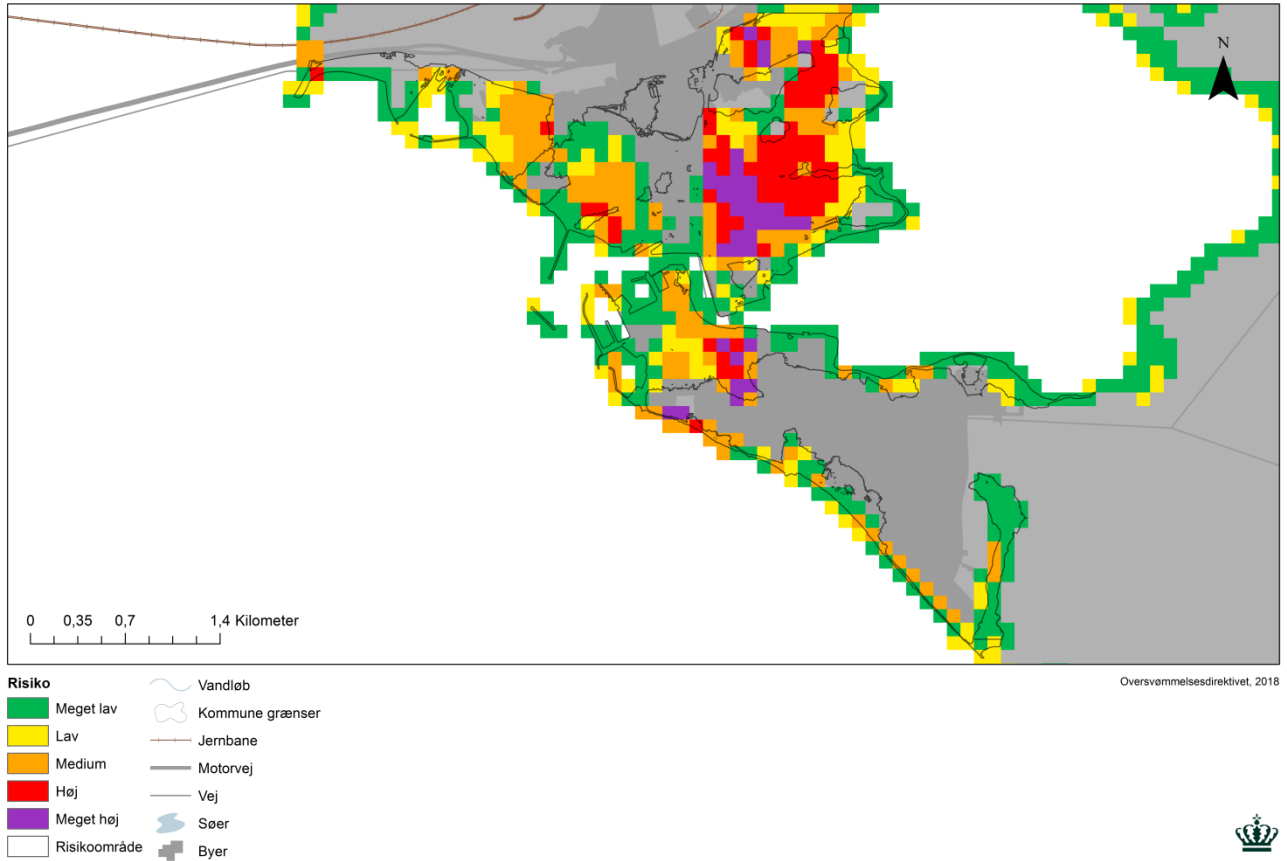 N
0 0,35 0,7 1,4 Kilometer
Oversvømmelsesdirektivet, 2018
Risiko
Meget lav
Lav
Medium
Høj
Meget høj
Risikoområde
Vandløb
Kommune grænser
Jernbane
Motorvej
Vej
Søer
Byer